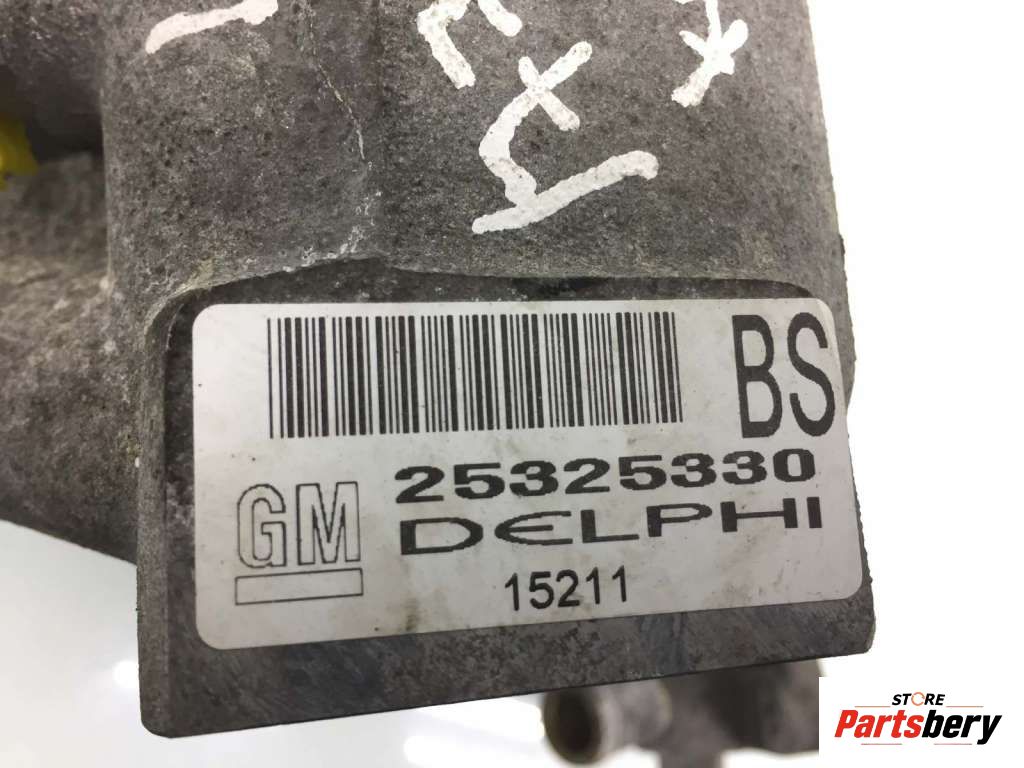 BS
25325330
GM
DELPHI
15211
STORE
Partsbery